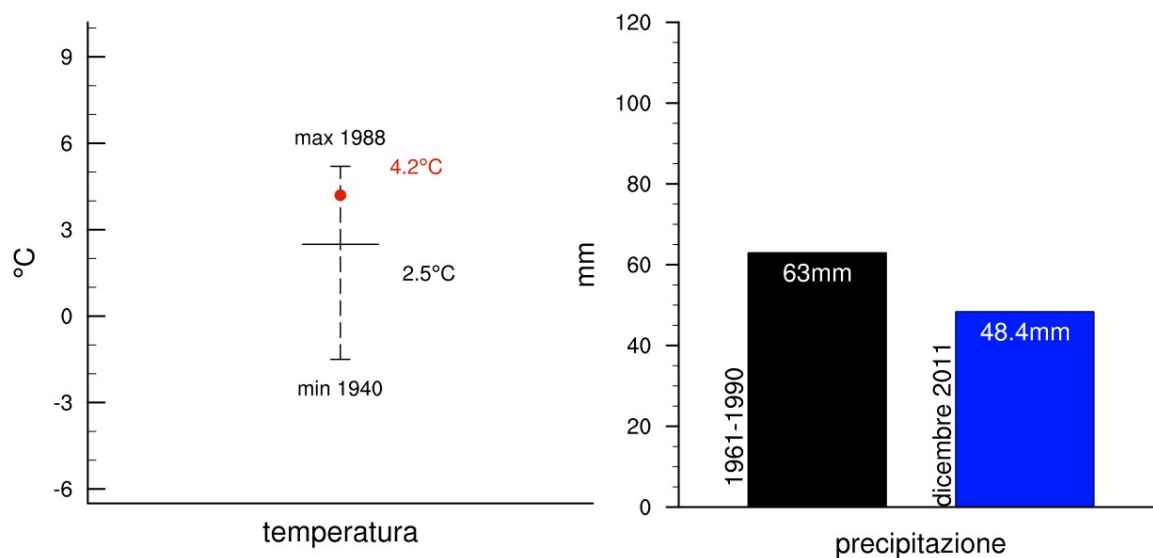 9
6
3
0
-3
-6
°C
max 1988
4.2°C
2.5°C
min 1940
temperatura
120
100
80
60
40
20
0
mm
63mm
48.4mm
1961-1990
dicembre 2011
precipitazione